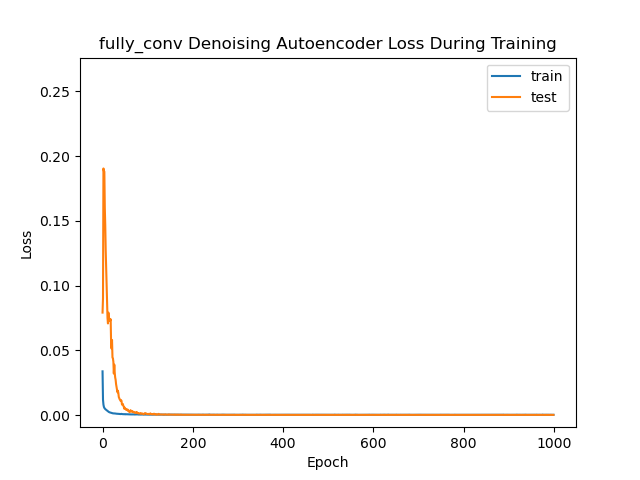 fully_conv Denoising Autoencoder Loss During Training
train
test
0.25
0.20
0.15
0.10
0.05
0.00
Loss
0 200 400 600 800 1000
Epoch